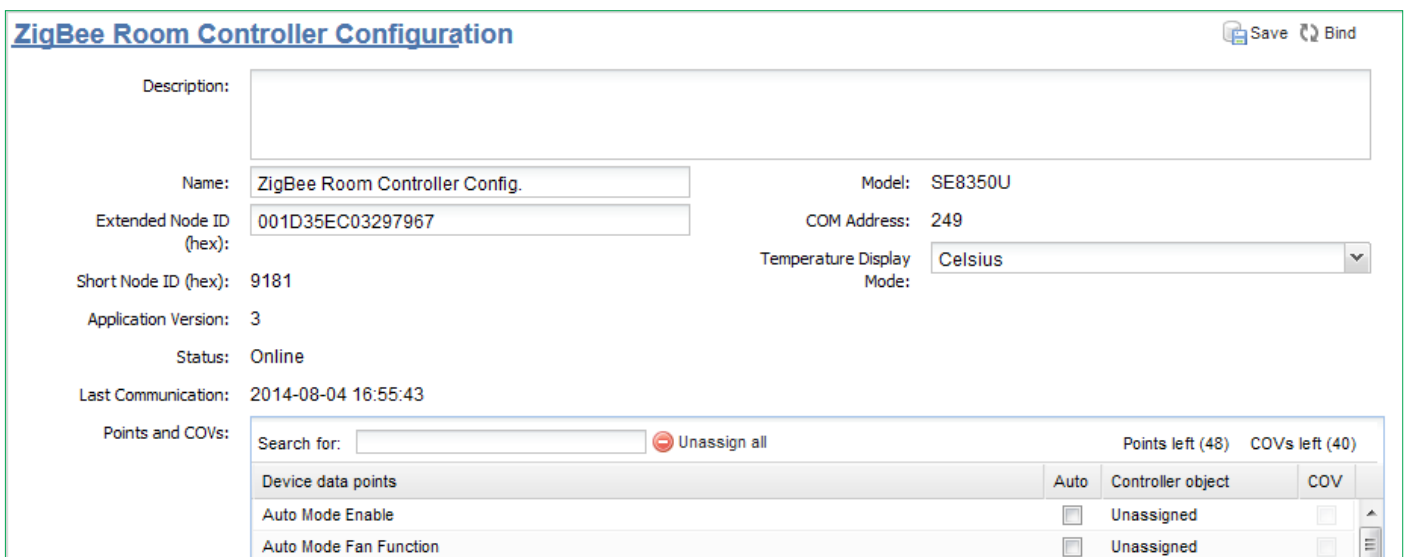 ZigBee Room Controller Configuration
Save Bind
Description:
Name: ZigBee Room Controller Config.
Model: SE8350U
Extended Node ID (hex): 001D35EC03297967
COM Address: 249
Temperature Display Mode: Celsius
Short Node ID (hex): 9181
Application Version: 3
Status: Online
Last Communication: 2014-08-04 16:55:43
Points and COVs:
Search for: Unassign all Points left (48) COVs left (40)
Device data points Auto Controller object COV
Auto Mode Enable Unassigned
Auto Mode Fan Function Unassigned